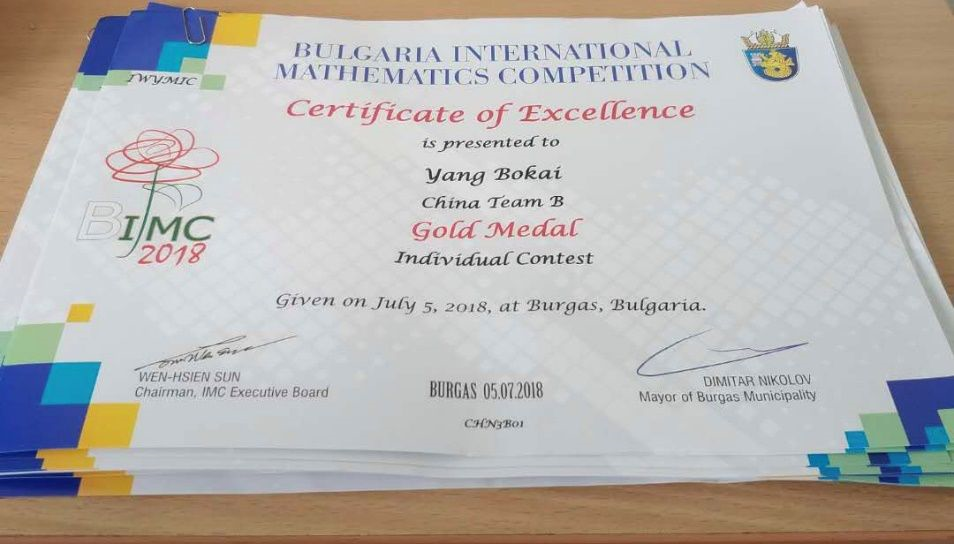 BULGARIA INTERNATIONAL
MATHEMATICS COMPETITION
IWYMIC
Certificate of Excellence
is presented to
Yang Bokai
China Team B
Gold Medal
Individual Contest
BIMC
2018
Given on July 5, 2018, at Burgas, Bulgaria.
WEN-HSIEN SUN
Chairman, IMC Executive Board
BURGAS 05.07.2018
DIMITAR NIKOLOV
Mayor of Burgas Municipality
CHN3B01